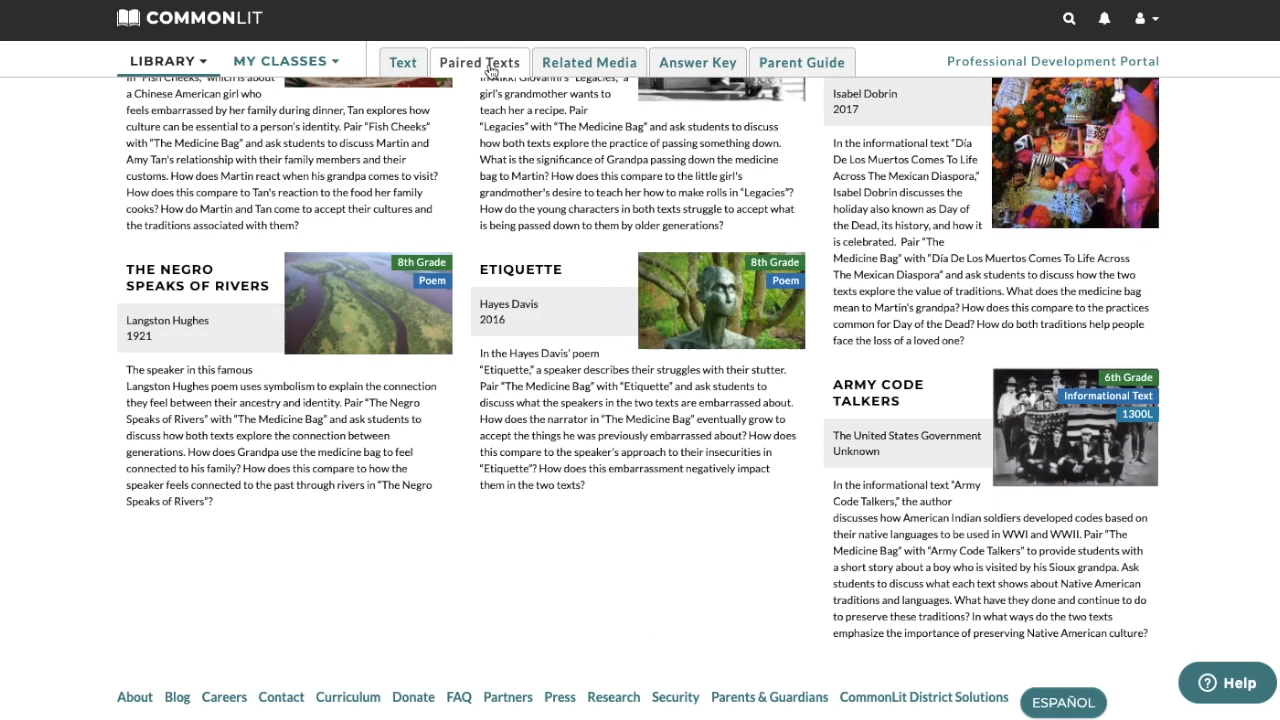 COMMONLIT
LIBRARY
MY CLASSES
Text
Paired Texts
Related Media
Answer Key
Parent Guide
Professional Development Portal
In "Fish Cheeks," which is about
a Chinese American girl who
feels embarrassed by her family during dinner, Tan explores how
culture can be essential to a person's identity. Pair "Fish Cheeks"
with "The Medicine Bag" and ask students to discuss Martin and
Amy Tan's relationship with their family members and their
customs. How does Martin react when his grandpa comes to visit?
How does this compare to Tan's reaction to the food her family
cooks? How do Martin and Tan come to accept their cultures and
the traditions associated with them?
THE NEGRO
SPEAKS OF RIVERS
8th Grade
Poem
Langston Hughes
1921
The speaker in this famous
Langston Hughes poem uses symbolism to explain the connection
they feel between their ancestry and identity. Pair "The Negro
Speaks of Rivers" with "The Medicine Bag" and ask students to
discuss how both texts explore the connection between
generations. How does Grandpa use the medicine bag to feel
connected to his family? How does this compare to how the
speaker feels connected to the past through rivers in "The Negro
Speaks of Rivers"?
In Nikki Giovanni's "Legacies," a
girl's grandmother wants to
teach her a recipe. Pair
"Legacies" with "The Medicine Bag" and ask students to discuss
how both texts explore the practice of passing something down.
What is the significance of Grandpa passing down the medicine
bag to Martin? How does this compare to the little girl's
grandmother's desire to teach her how to make rolls in "Legacies"?
How do the young characters in both texts struggle to accept what
is being passed down to them by older generations?
ETIQUETTE
8th Grade
Poem
Hayes Davis
2016
In the Hayes Davis' poem
"Etiquette," a speaker describes their struggles with their stutter.
Pair "The Medicine Bag" with "Etiquette" and ask students to
discuss what the speakers in the two texts are embarrassed about.
How does the narrator in "The Medicine Bag" eventually grow to
accept the things he was previously embarrassed about? How does
this compare to the speaker's approach to their insecurities in
"Etiquette"? How does this embarrassment negatively impact
them in the two texts?
Isabel Dobrin
2017
In the informational text "Día
De Los Muertos Comes To Life
Across The Mexican Diaspora,"
Isabel Dobrin discusses the
holiday also known as Day of
the Dead, its history, and how it
is celebrated. Pair "The
Medicine Bag" with "Día De Los Muertos Comes To Life Across
The Mexican Diaspora" and ask students to discuss how the two
texts explore the value of traditions. What does the medicine bag
mean to Martin's grandpa? How does this compare to the practices
common for Day of the Dead? How do both traditions help people
face the loss of a loved one?
ARMY CODE
TALKERS
6th Grade
Informational Text
1300L
The United States Government
Unknown
In the informational text "Army
Code Talkers," the author
discusses how American Indian soldiers developed codes based on
their native languages to be used in WWI and WWII. Pair "The
Medicine Bag" with "Army Code Talkers" to provide students with
a short story about a boy who is visited by his Sioux grandpa. Ask
students to discuss what each text shows about Native American
traditions and languages. What have they done and continue to do
to preserve these traditions? In what ways do the two texts
emphasize the importance of preserving Native American culture?
About
Blog
Careers
Contact
Curriculum
Donate
FAQ
Partners
Press
Research
Security
Parents & Guardians
CommonLit District Solutions
ESPAÑOL
Help